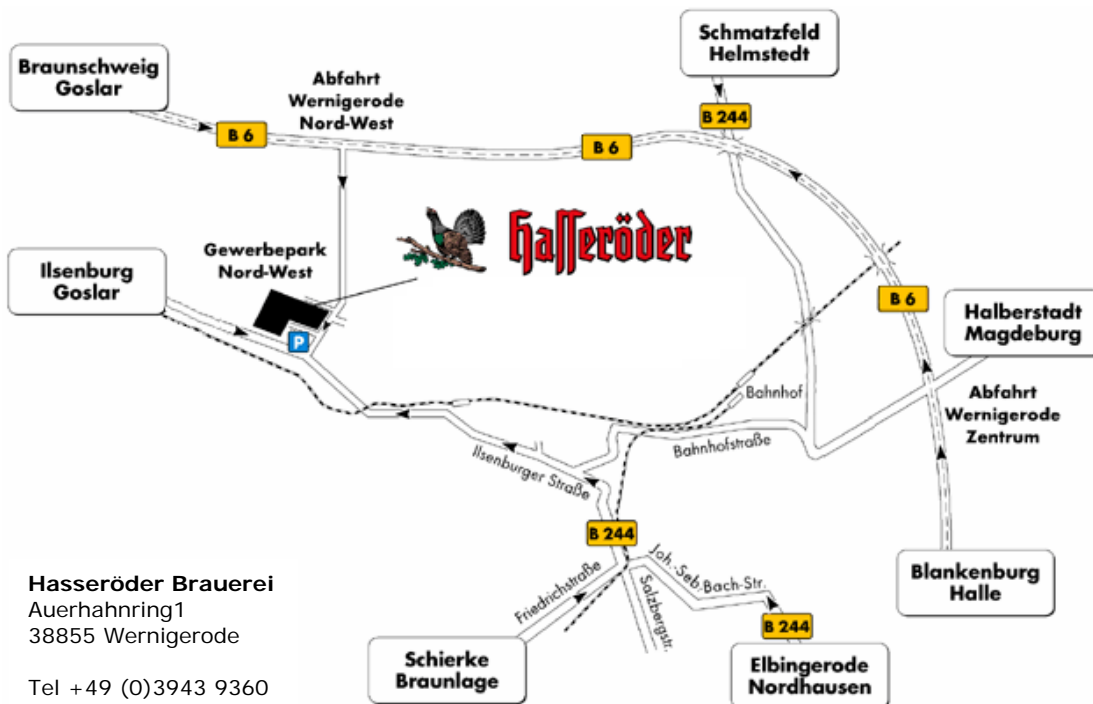 Schmatzfeld
Helmstedt
Braunschweig
Goslar
Abfahrt
Wernigerode
Nord-West
B 244
B 6
B 6
Hasseröder
Gewerbepark
Nord-West
Ilsenburg
Goslar
B 6
Halberstadt
Magdeburg
P
Bahnhof
Abfahrt
Wernigerode
Zentrum
Bahnhofstraße
Ilsenburger Straße
B 244
Joh.-Seb.-Bach-Str.
Friedrichstraße
Salzbergstr.
Blankenburg
Halle
B 244
Schierke
Braunlage
Elbingerode
Nordhausen
Hasseröder Brauerei
Auerhahnring1
38855 Wernigerode
Tel +49 (0)3943 9360